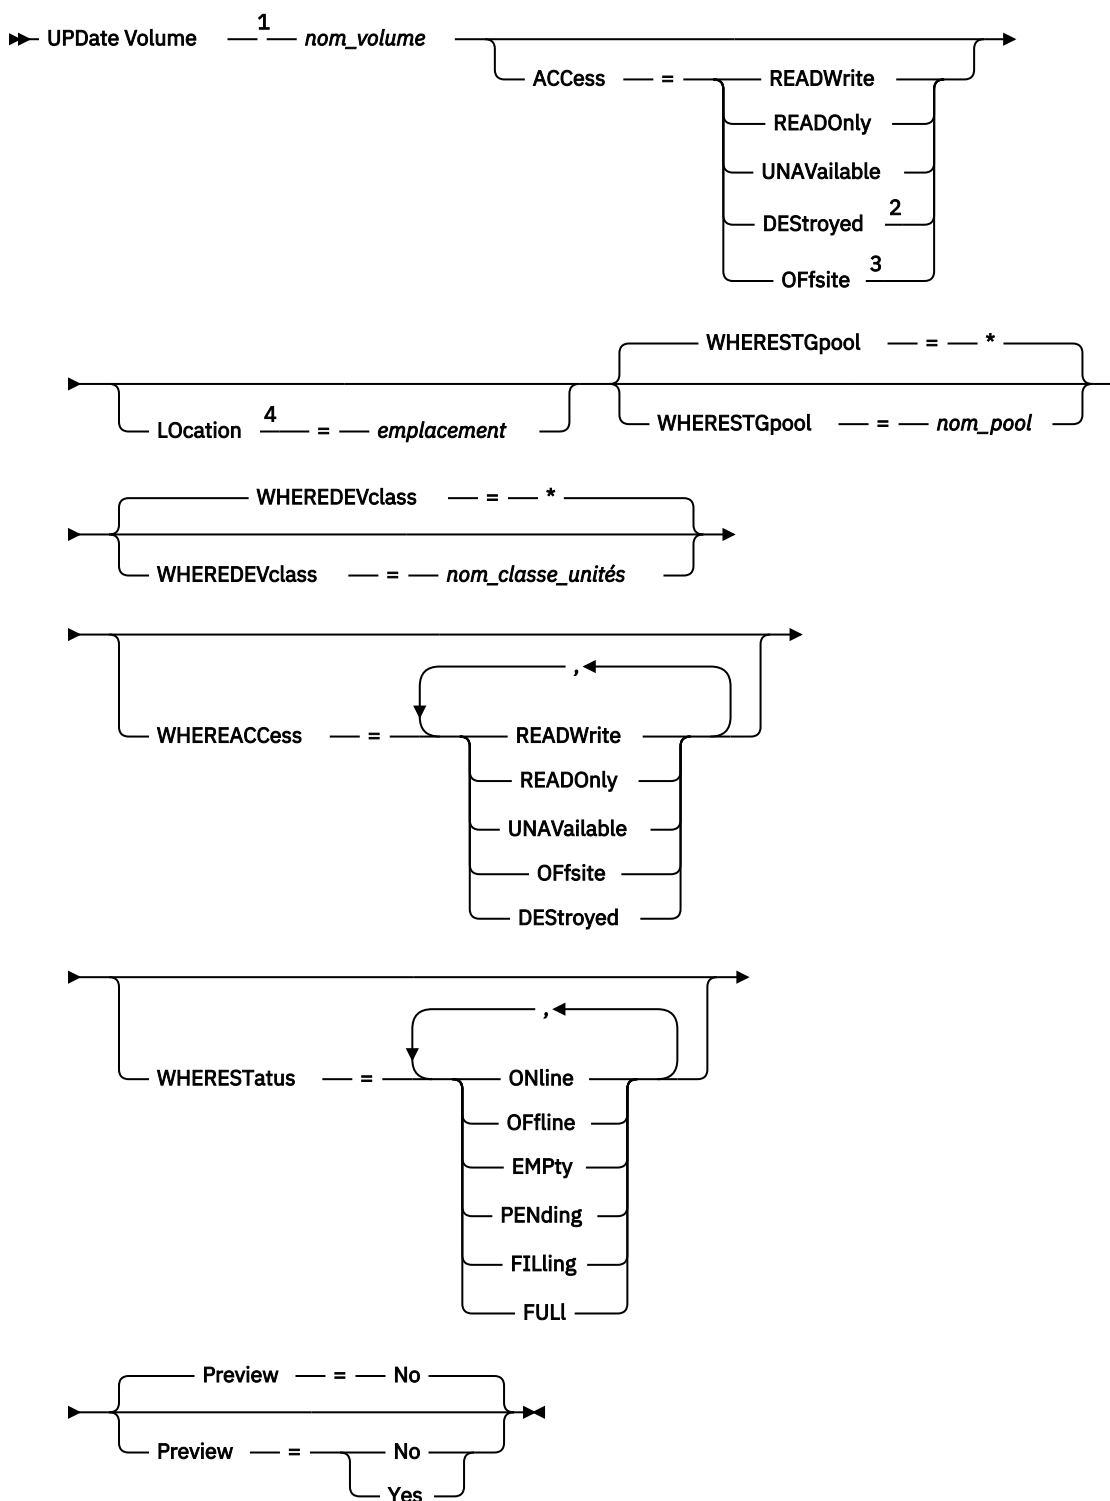 UPDate Volume 1 nom_volume
ACCess = READWrite
READOnly
UNAVailable
DEStroyed 2
OFfsite 3
WHERESTGpool = *
LOcation 4 = emplacement
WHERESTGpool = nom_pool
WHEREDEVclass = *
WHEREDEVclass = nom_classe_unités
,
WHEREACCess = READWrite
READOnly
UNAVailable
OFfsite
DEStroyed
,
WHERESTatus = ONline
OFfline
EMPty
PENding
FILling
FULl
Preview = No
Preview = No
Yes